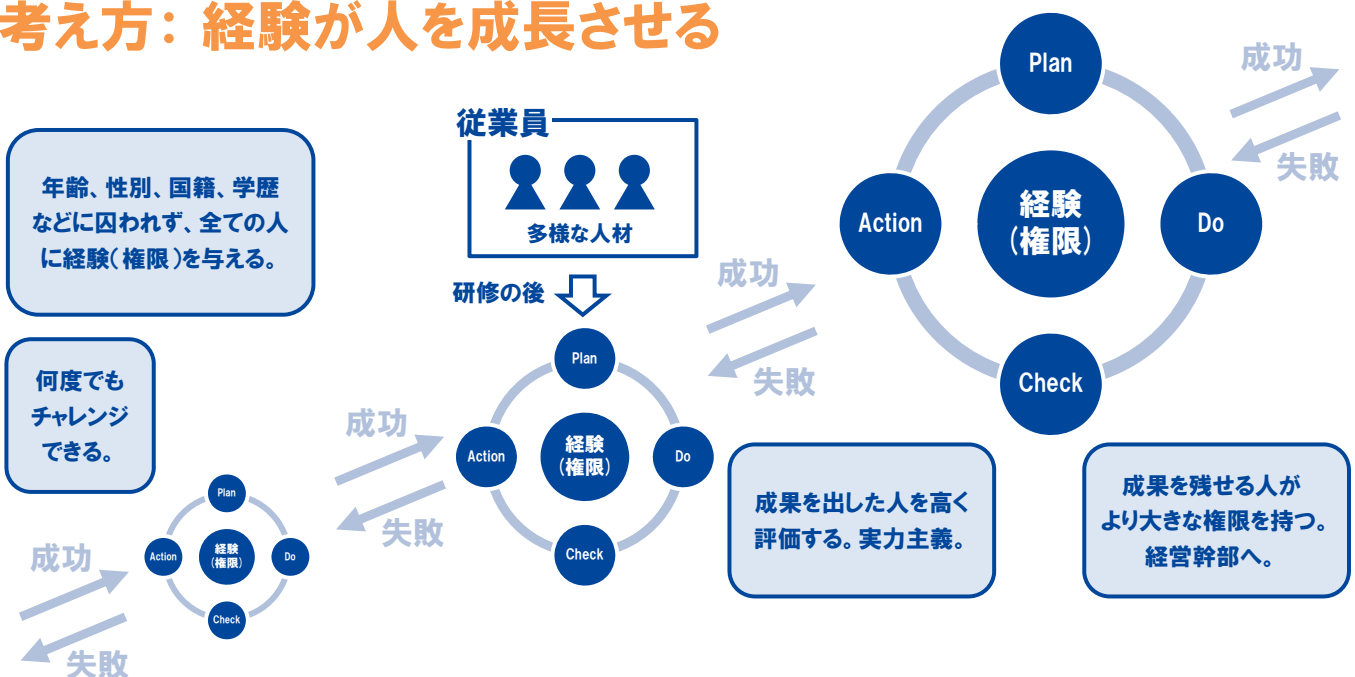 考え方：経験が人を成長させる
年齢、性別、国籍、学歴
などに囚われず、全ての人
に経験（権限）を与える。
何度でも
チャレンジ
できる。
従業員
多様な人材
研修の後
成功
失敗
Plan
Action
経験
（権限）
Do
Check
成功
失敗
Plan
Action
経験
（権限）
Do
Check
成功
失敗
Plan
Action
経験
（権限）
Do
Check
成功
失敗
成果を出した人を高く
評価する。実力主義。
成果を残せる人が
より大きな権限を持つ。
経営幹部へ。